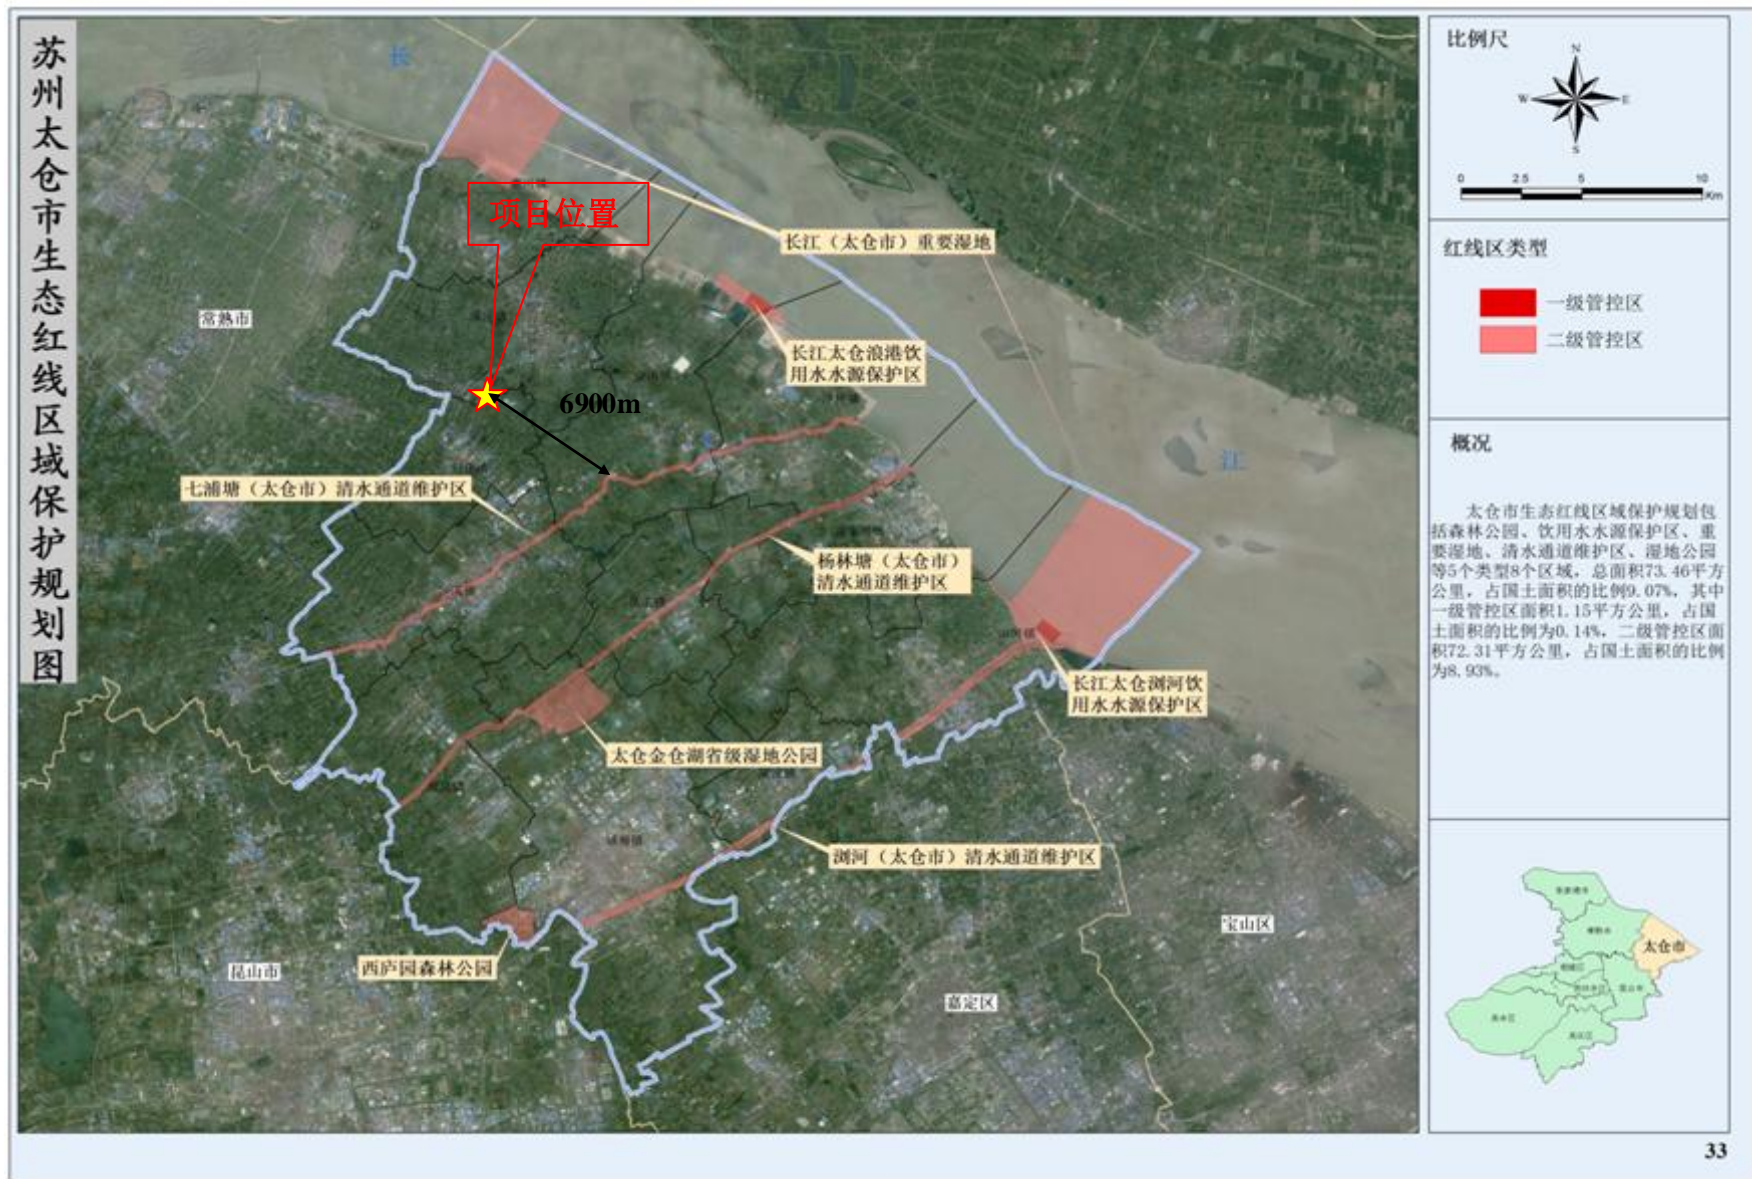 苏州太仓市生态红线区域保护规划图
长
项目位置
长江（太仓市）重要湿地
常熟市
长江太仓浪港饮
用水水源保护区
6900m
江
七浦塘（太仓市）清水通道维护区
杨林塘（太仓市）
清水通道维护区
长江太仓浏河饮
用水水源保护区
太仓金仓湖省级湿地公园
浏河（太仓市）清水通道维护区
宝山区
西庐园森林公园
昆山市
嘉定区
比例尺
N
W
E
S
0 2.5 5 10
Km
红线区类型
一级管控区
二级管控区
概况
太仓市生态红线区域保护规划包
括森林公园、饮用水水源保护区、重
要湿地、清水通道维护区、湿地公园
等5个类型8个区域，总面积73.46平方
公里，占国土面积的比例9.07%，其中
一级管控区面积1.15平方公里，占国
土面积的比例为0.14%，二级管控区面
积72.31平方公里，占国土面积的比例
为8.93%。
太仓市
33